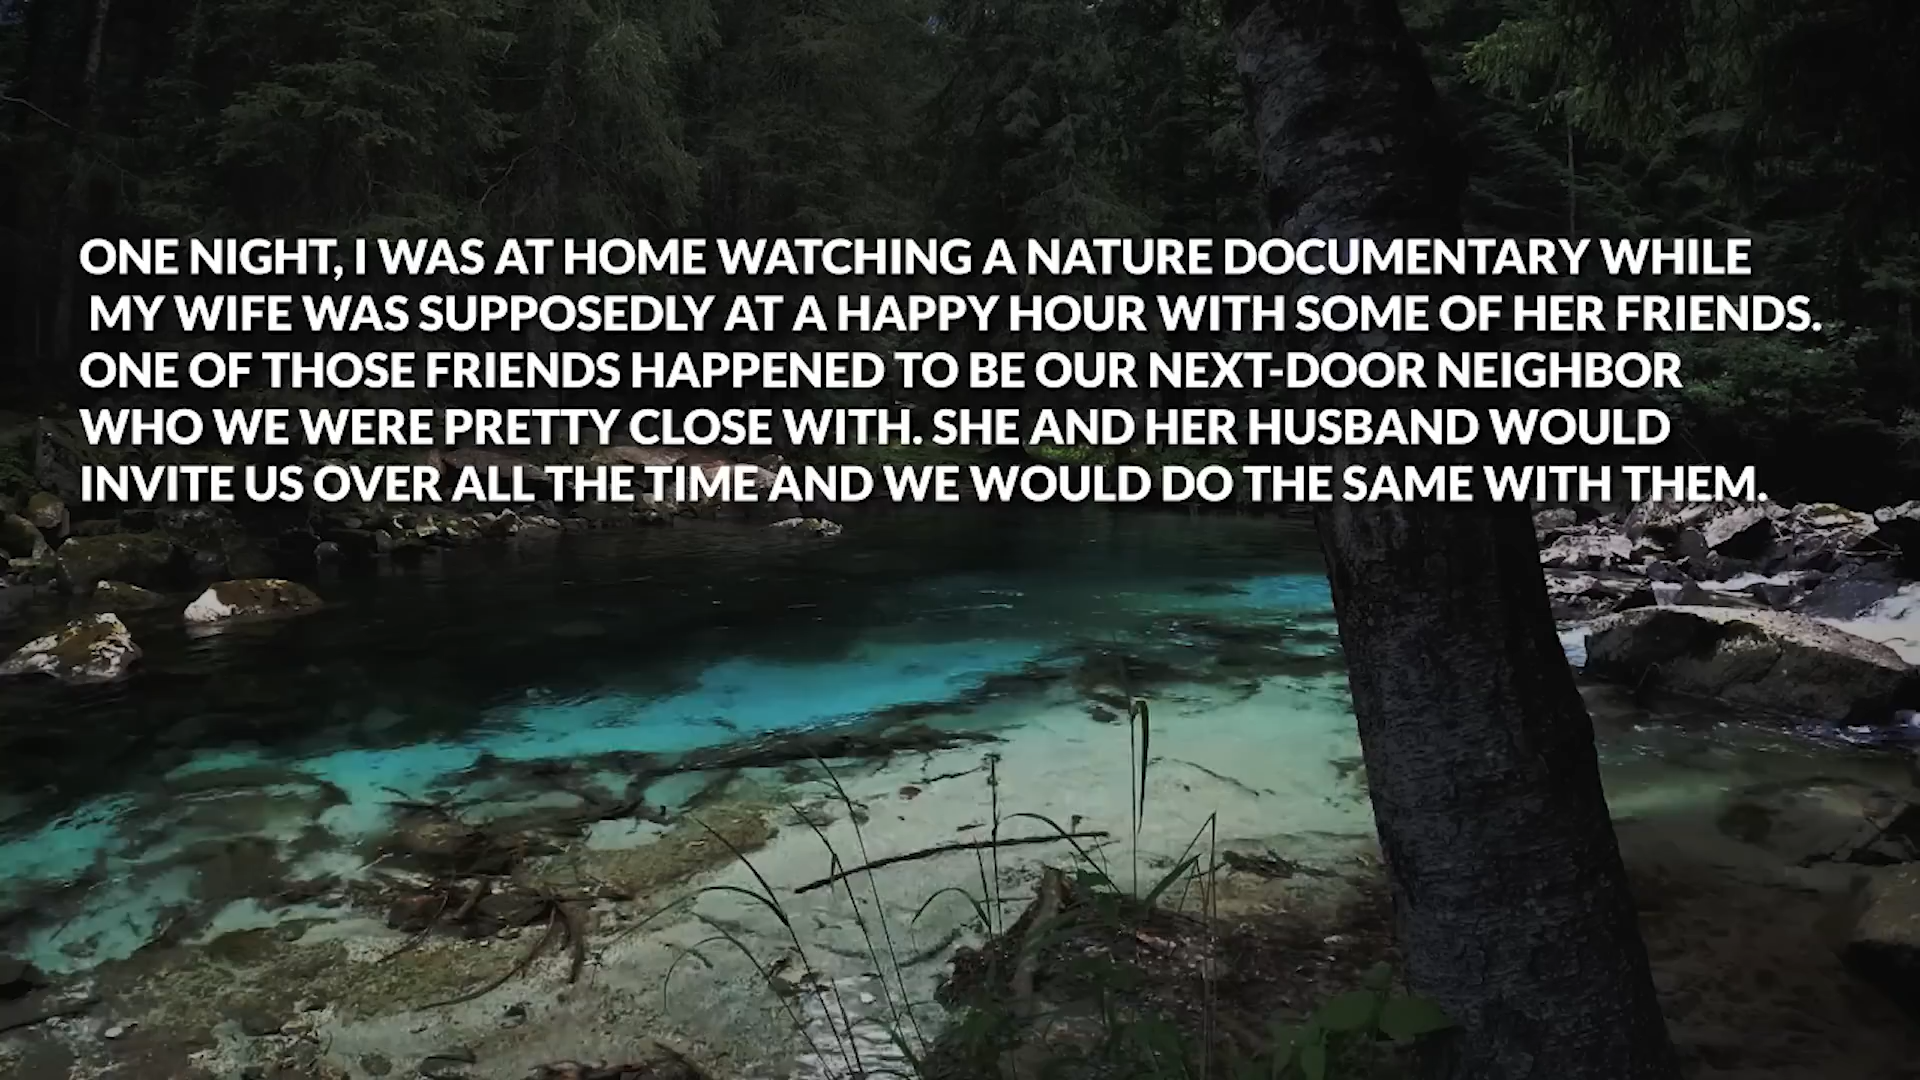 ONE NIGHT, I WAS AT HOME WATCHING A NATURE DOCUMENTARY WHILE
MY WIFE WAS SUPPOSEDLY AT A HAPPY HOUR WITH SOME OF HER FRIENDS.
ONE OF THOSE FRIENDS HAPPENED TO BE OUR NEXT-DOOR NEIGHBOR
WHO WE WERE PRETTY CLOSE WITH. SHE AND HER HUSBAND WOULD
INVITE US OVER ALL THE TIME AND WE WOULD DO THE SAME WITH THEM.